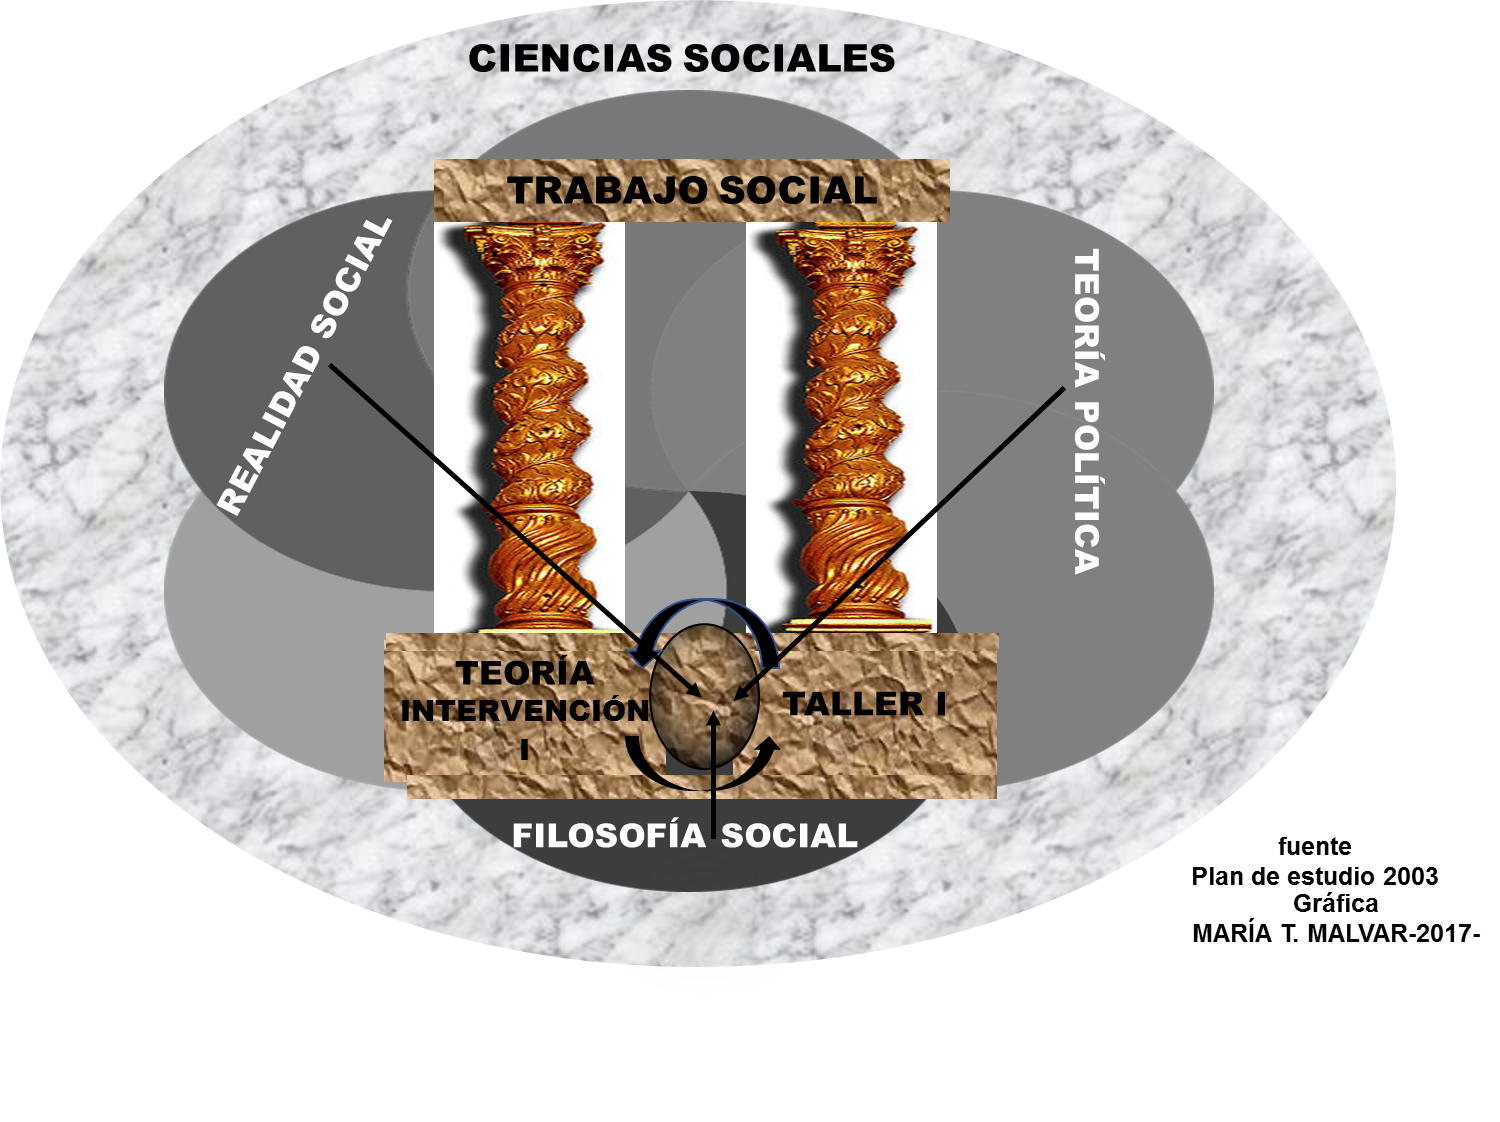 CIENCIAS SOCIALES
TRABAJO SOCIAL
REALIDAD SOCIAL
TEORÍA POLÍTICA
TEORÍA
INTERVENCIÓN
I
TALLER I
FILOSOFÍA SOCIAL
fuente
Plan de estudio 2003
Gráfica
MARÍA T. MALVAR-2017-